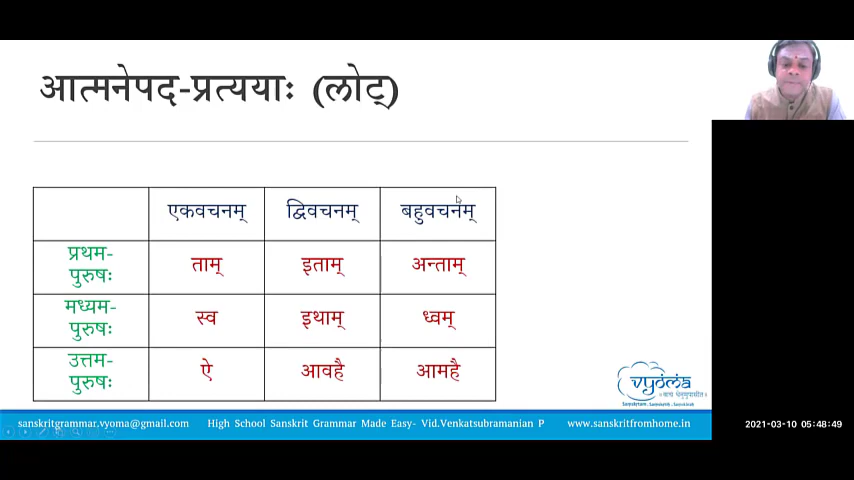 आत्मनेपद-प्रत्ययाः (लोट्)
एकवचनम् द्विवचनम् बहुवचनम्
प्रथम-पुरुषः ताम् इताम् अन्ताम्
मध्यम-पुरुषः स्व इथाम् ध्वम्
उत्तम-पुरुषः ऐ आवहै आमहै
vyoma
sanskritgrammar.vyoma@gmail.com High School Sanskrit Grammar Made Easy- Vid.Venkatsubramanian P www.sanskritfromhome.in
2021-03-10 05:48:49